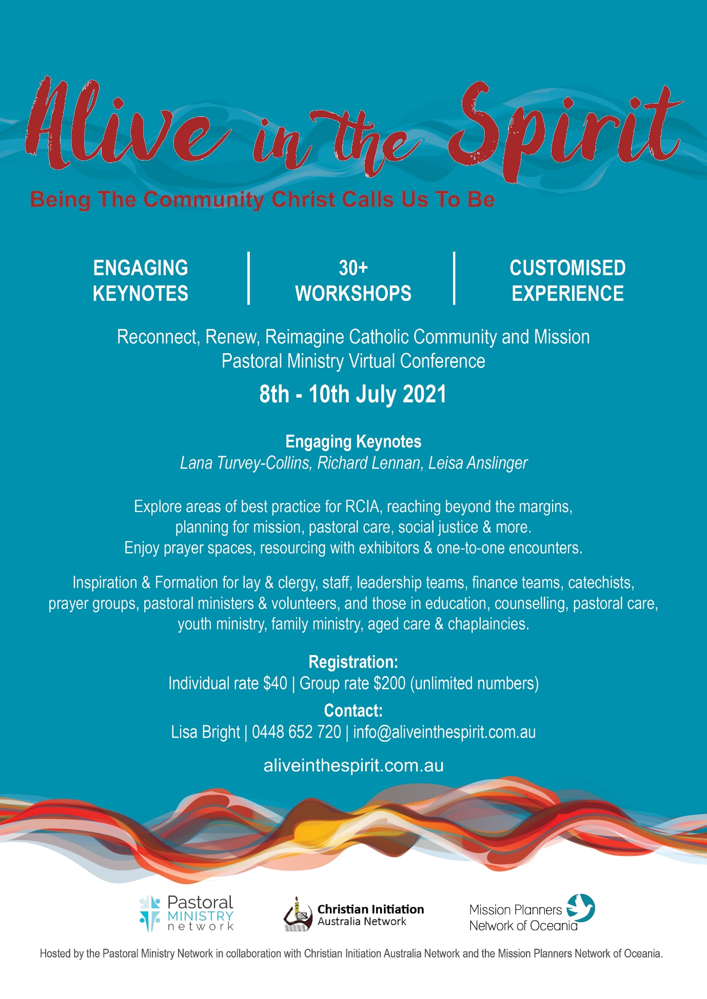 Alive in the Spirit
Being The Community Christ Calls Us To Be
ENGAGING
KEYNOTES
30+
WORKSHOPS
CUSTOMISED
EXPERIENCE
Reconnect, Renew, Reimagine Catholic Community and Mission
Pastoral Ministry Virtual Conference
8th - 10th July 2021
Engaging Keynotes
Lana Turvey-Collins, Richard Lennan, Leisa Anslinger
Explore areas of best practice for RCIA, reaching beyond the margins,
planning for mission, pastoral care, social justice & more.
Enjoy prayer spaces, resourcing with exhibitors & one-to-one encounters.
Inspiration & Formation for lay & clergy, staff, leadership teams, finance teams, catechists,
prayer groups, pastoral ministers & volunteers, and those in education, counselling, pastoral care,
youth ministry, family ministry, aged care & chaplaincies.
Registration:
Individual rate $40 | Group rate $200 (unlimited numbers)
Contact:
Lisa Bright | 0448 652 720 | info@aliveinthespirit.com.au
aliveinthespirit.com.au
Pastoral
MINISTRY
network
Christian Initiation
Australia Network
Mission Planners
Network of Oceania
Hosted by the Pastoral Ministry Network in collaboration with Christian Initiation Australia Network and the Mission Planners Network of Oceania.